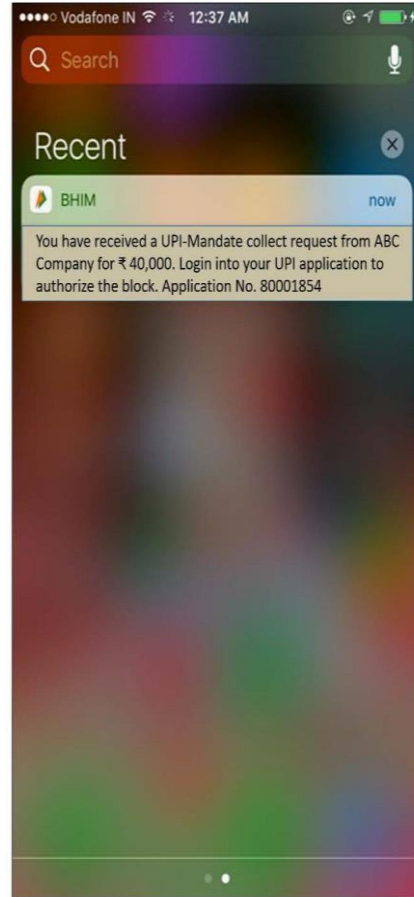 Vodafone IN 12:37 AM
Search
Recent
BHIM now
You have received a UPI-Mandate collect request from ABC
Company for ₹ 40,000. Login into your UPI application to
authorize the block. Application No. 80001854